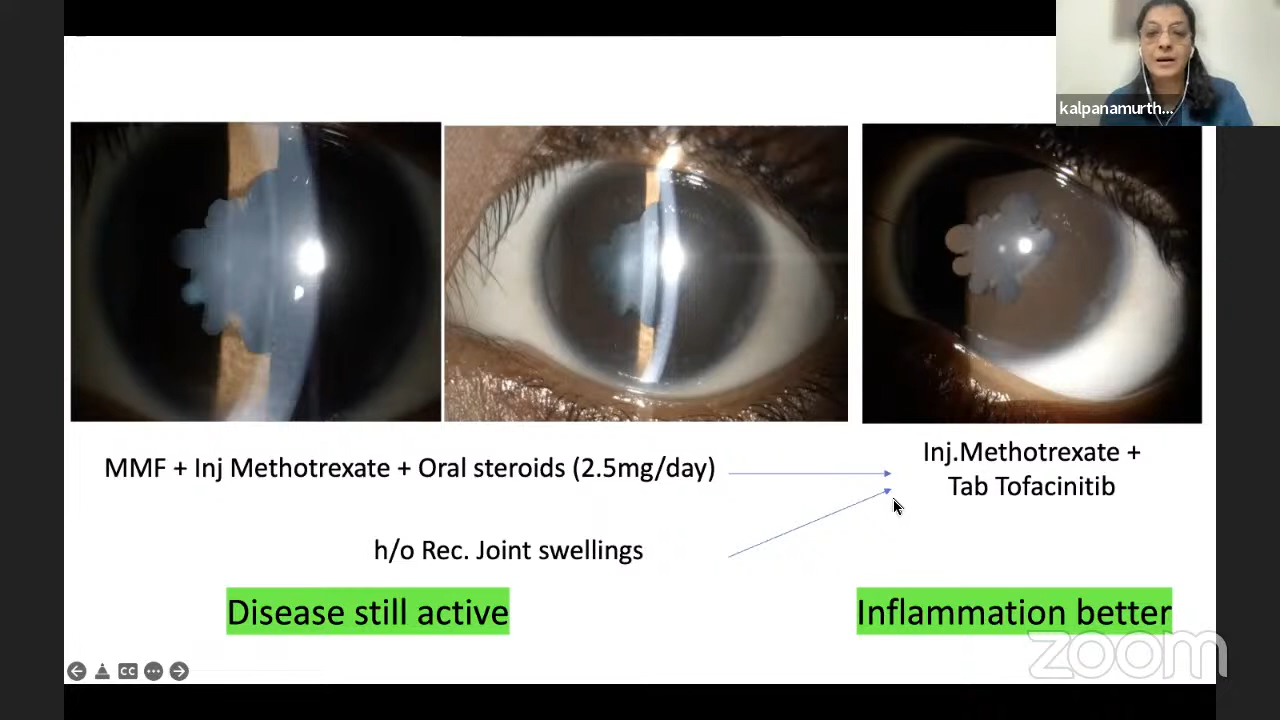 kalpanamurth...
MMF + Inj Methotrexate + Oral steroids (2.5mg/day)
Inj.Methotrexate +
Tab Tofacinitib
h/o Rec. Joint swellings
Disease still active
Inflammation better
zoom
CC